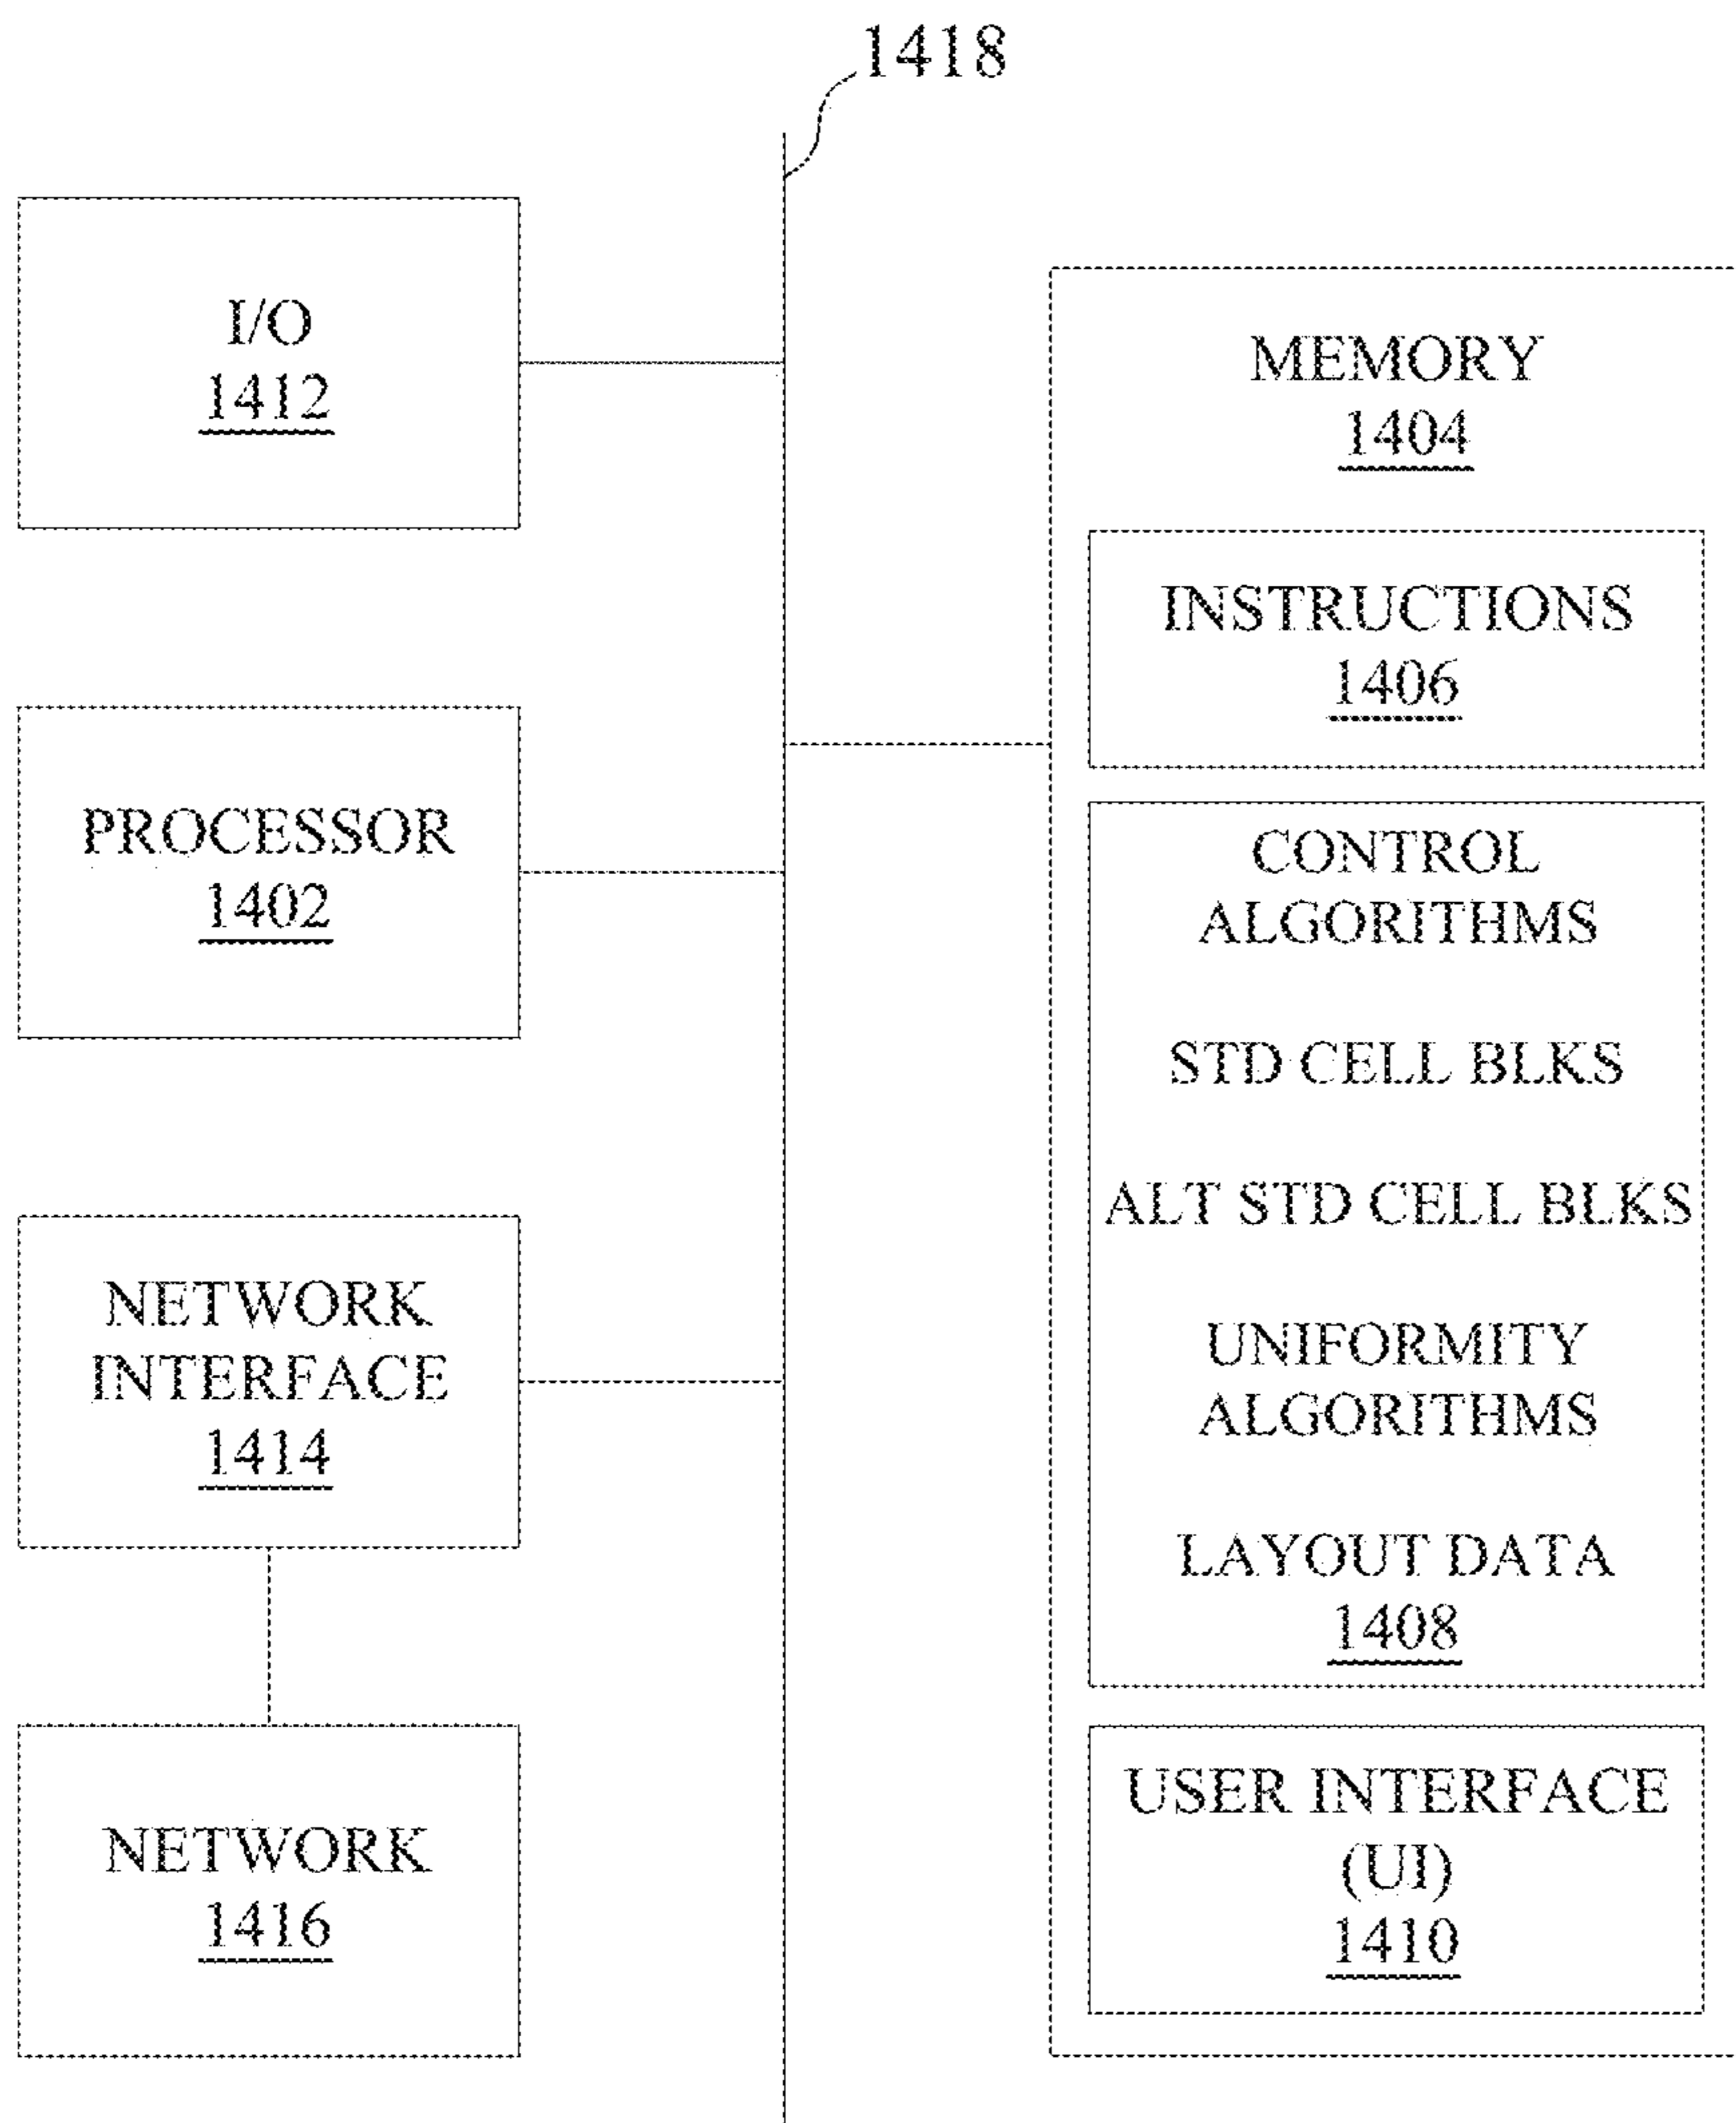 1418
I/O
1412
PROCESSOR
1402
NETWORK
INTERFACE
1414
NETWORK
1416
MEMORY
1404
INSTRUCTIONS
1406
CONTROL
ALGORITHMS
STD CELL BLKS
ALT STD CELL BLKS
UNIFORMITY
ALGORITHMS
LAYOUT DATA
1408
USER INTERFACE
(UI)
1410